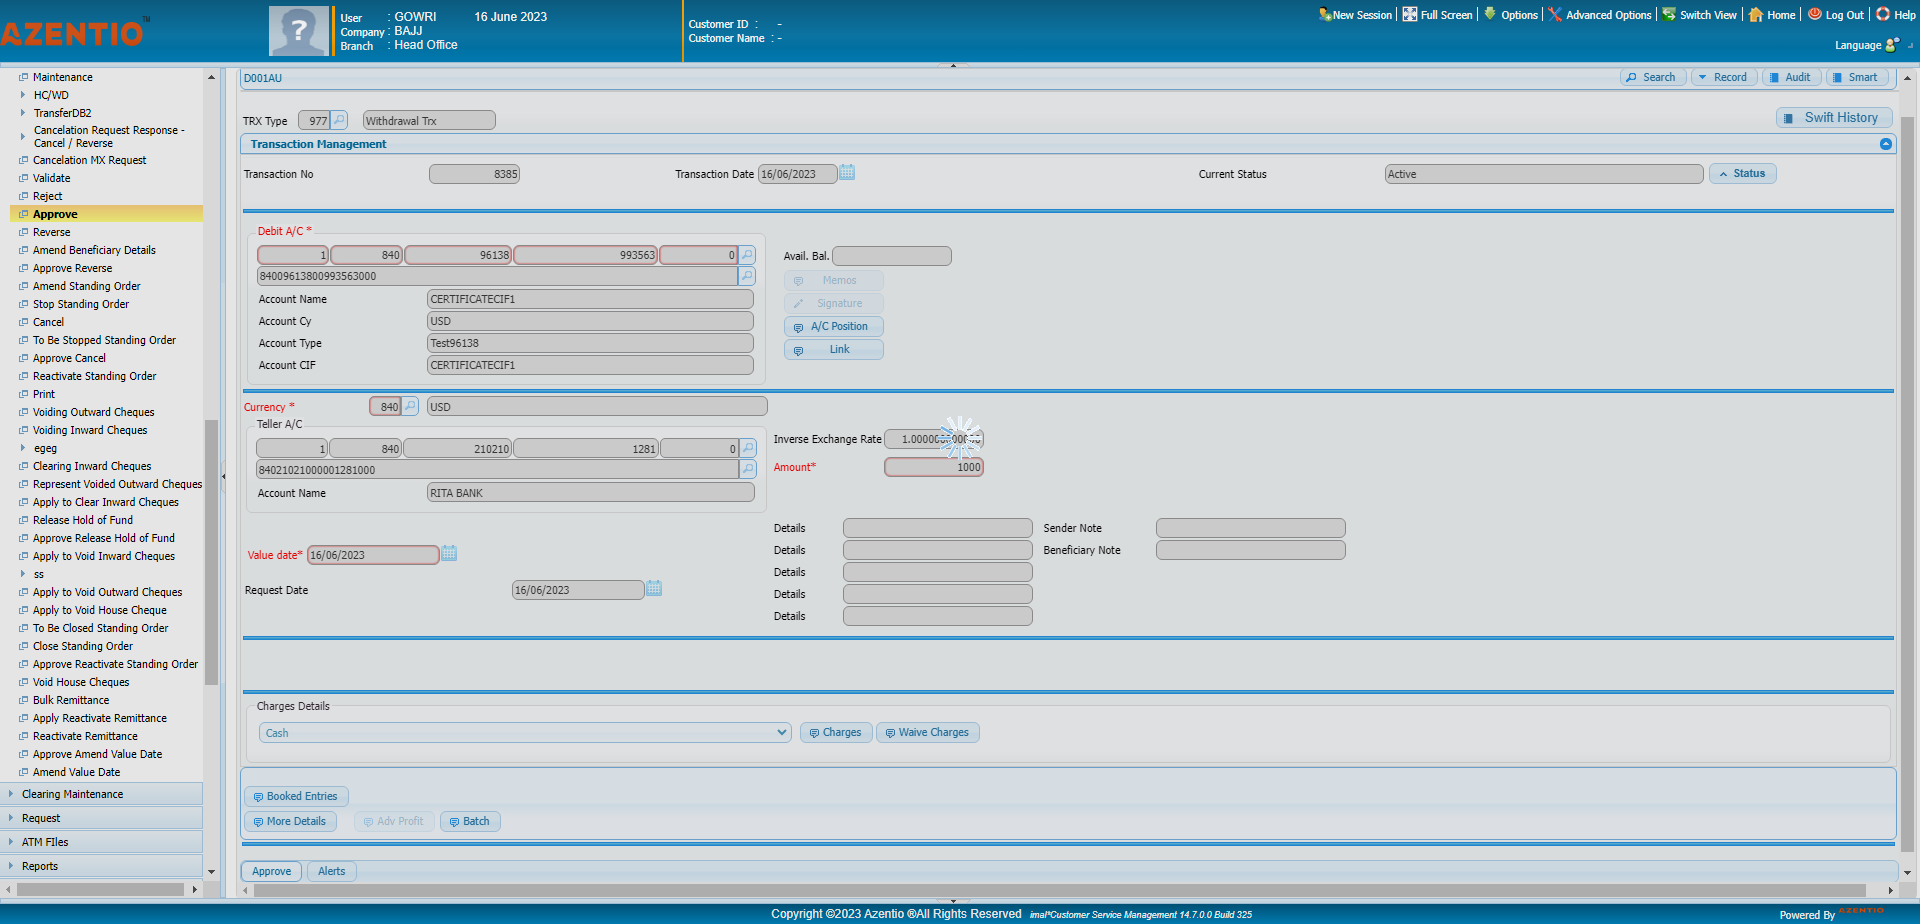 AZENTIO™
User : GOWRI 16 June 2023
Company : BAJJ
Branch : Head Office
Customer ID : -
Customer Name : -
New Session Full Screen Options Advanced Options Switch View Home Log Out Help
Language
Maintenance
HC/WD
TransferDB2
Cancelation Request Response -
Cancel / Reverse
Cancelation MX Request
Validate
Reject
Approve
Reverse
Amend Beneficiary Details
Approve Reverse
Amend Standing Order
Stop Standing Order
Cancel
To Be Stopped Standing Order
Approve Cancel
Reactivate Standing Order
Print
Voiding Outward Cheques
Voiding Inward Cheques
egeg
Clearing Inward Cheques
Represent Voided Outward Cheques
Apply to Clear Inward Cheques
Release Hold of Fund
Approve Release Hold of Fund
Apply to Void Inward Cheques
ss
Apply to Void Outward Cheques
Apply to Void House Cheque
To Be Closed Standing Order
Close Standing Order
Approve Reactivate Standing Order
Void House Cheques
Bulk Remittance
Apply Reactivate Remittance
Reactivate Remittance
Approve Amend Value Date
Amend Value Date
Clearing Maintenance
Request
ATM FIles
Reports
D001AU Search Record Audit Smart
TRX Type 977 Withdrawal Trx Swift History
Transaction Management
Transaction No 8385 Transaction Date 16/06/2023 Current Status Active Status
Debit A/C *
1 840 96138 993563 0 Avail. Bal.
84009613800993563000 Memos
Account Name CERTIFICATECIF1 Signature
Account Cy USD A/C Position
Account Type Test96138 Link
Account CIF CERTIFICATECIF1
Currency * 840 USD
Teller A/C
1 840 210210 1281 0 Inverse Exchange Rate
84021021000001281000 Amount* 1000
Account Name RITA BANK
Details Sender Note
Value date* 16/06/2023 Details Beneficiary Note
Details
Request Date 16/06/2023 Details
Details
Charges Details
Cash Charges Waive Charges
Booked Entries
More Details Adv Profit Batch
Approve Alerts
Copyright ©2023 Azentio ®All Rights Reserved imal*Customer Service Management 14.7.0.0 Build 325 Powered By AZENTIO